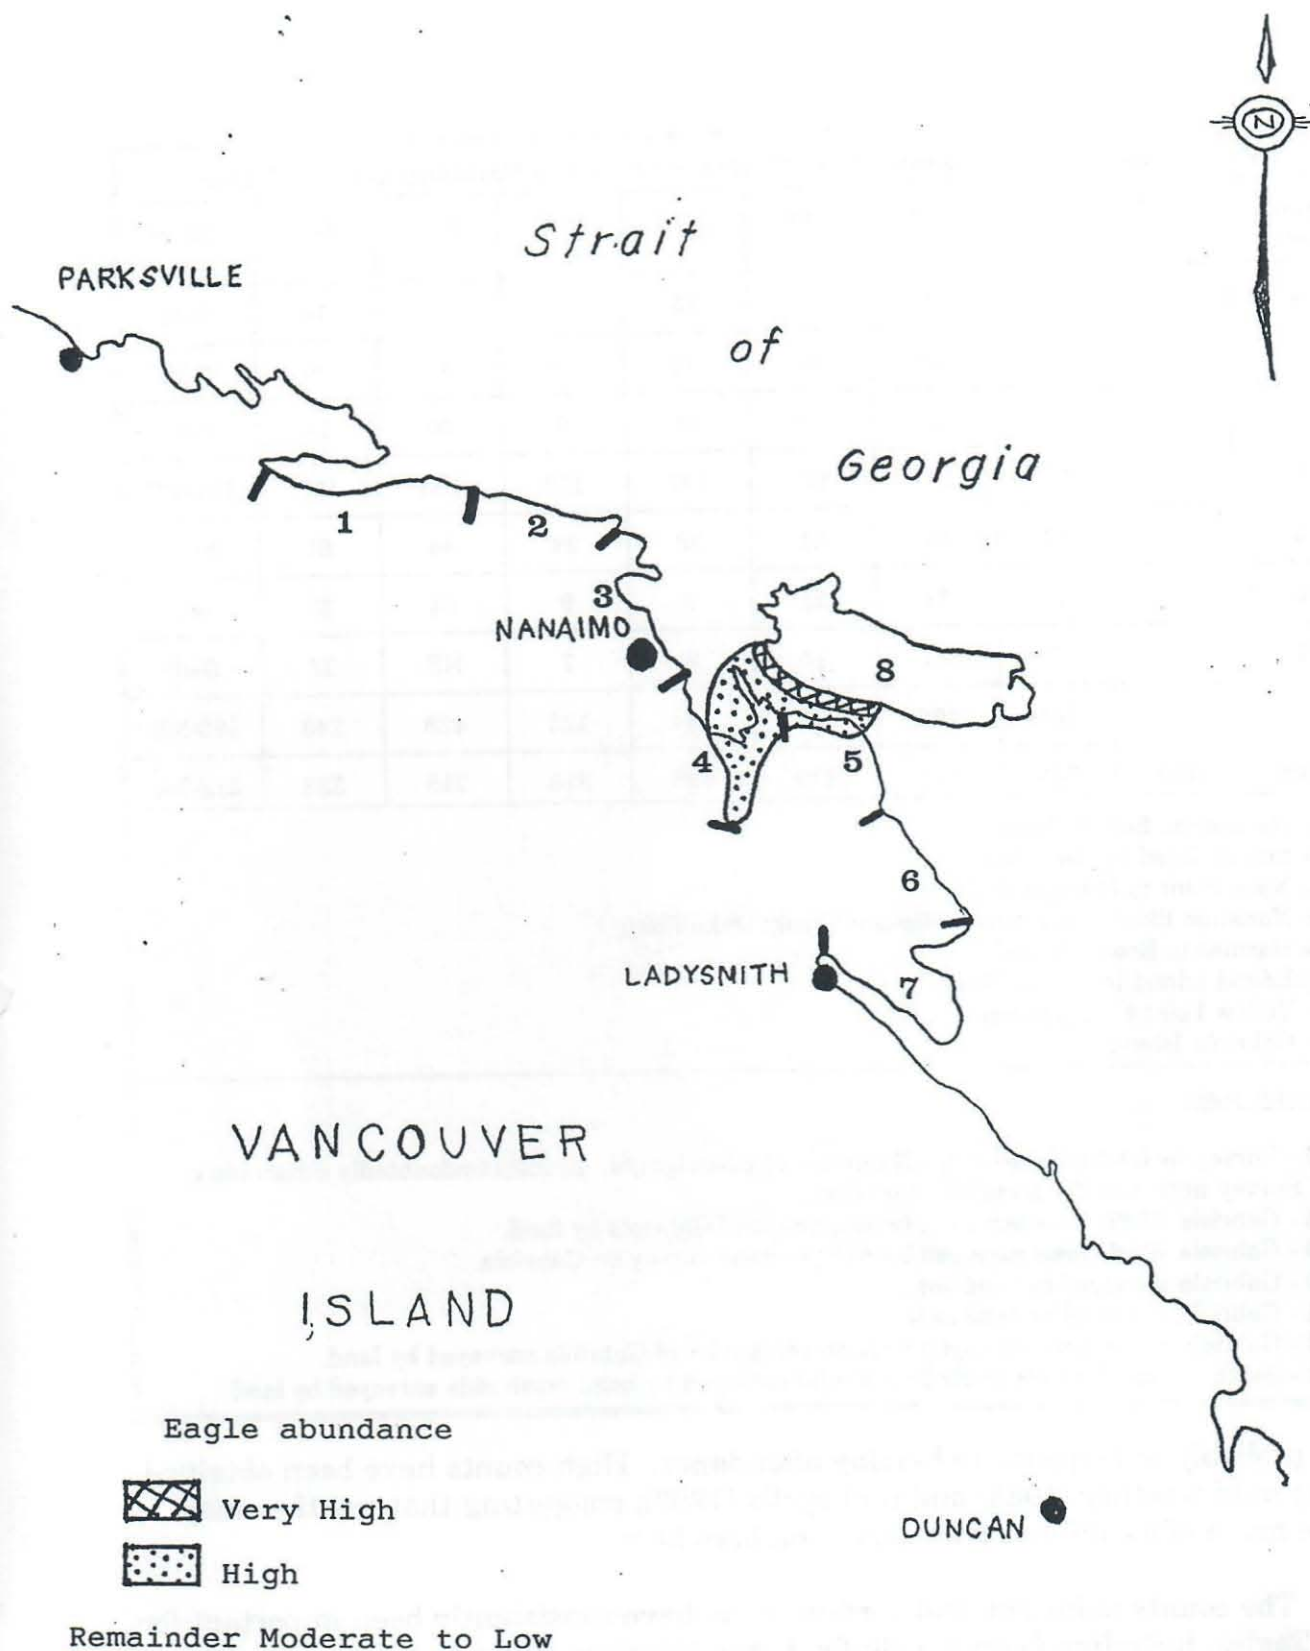 N
Strait
PARKSVILLE
of
Georgia
1
2
3
NANAIMO
8
4
5
6
LADYSMITH
7
VANCOUVER
ISLAND
Eagle abundance
Very High
High
DUNCAN
Remainder Moderate to Low